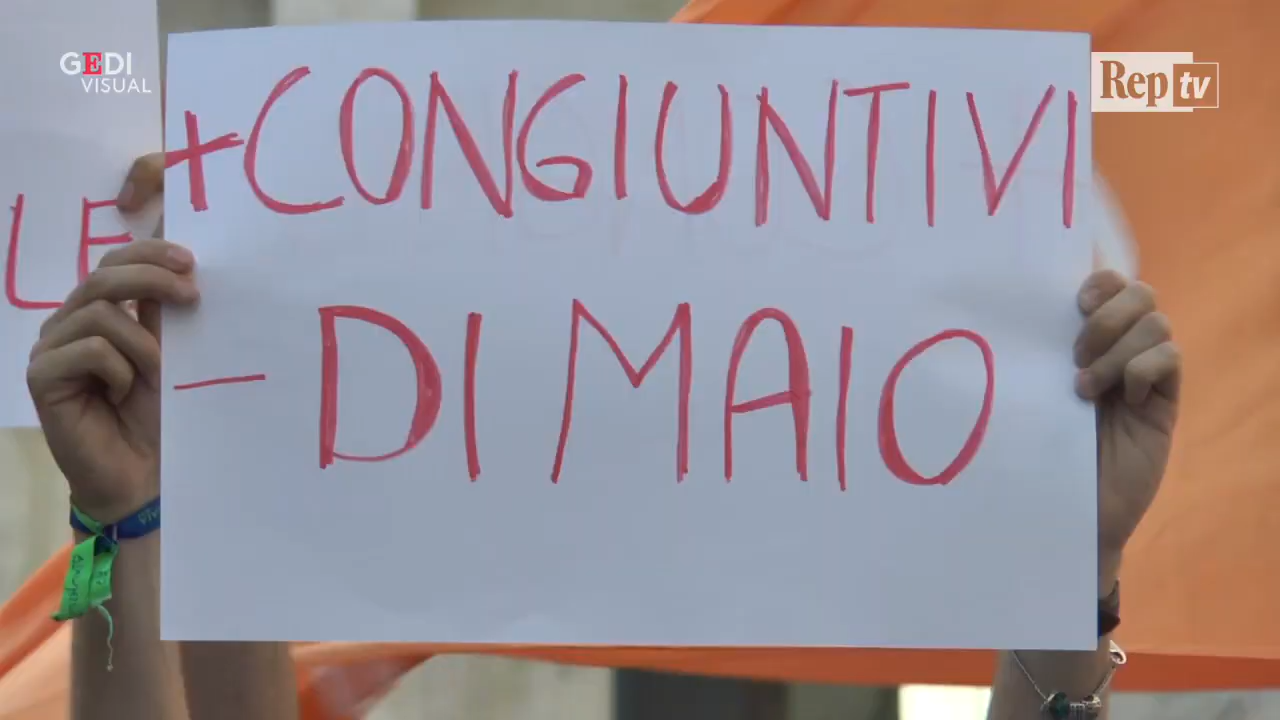 GEDI
VISUAL
Rep tv
+ CONGIUNTIVI
- DI MAIO
LE